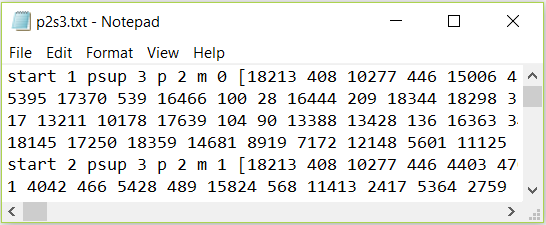 p2s3.txt - Notepad
File Edit Format View Help
start 1 psup 3 p 2 m 0 [18213 408 10277 446 15006 4
5395 17370 539 16466 100 28 16444 209 18344 18298 3
17 13211 10178 17639 104 90 13388 13428 136 16363
18145 17250 18359 14681 8919 7172 12148 5601 11125
start 2 psup 3 p 2 m 1 [18213 408 10277 446 4403 47
1 4042 466 5428 489 15824 568 11413 2417 5364 2759